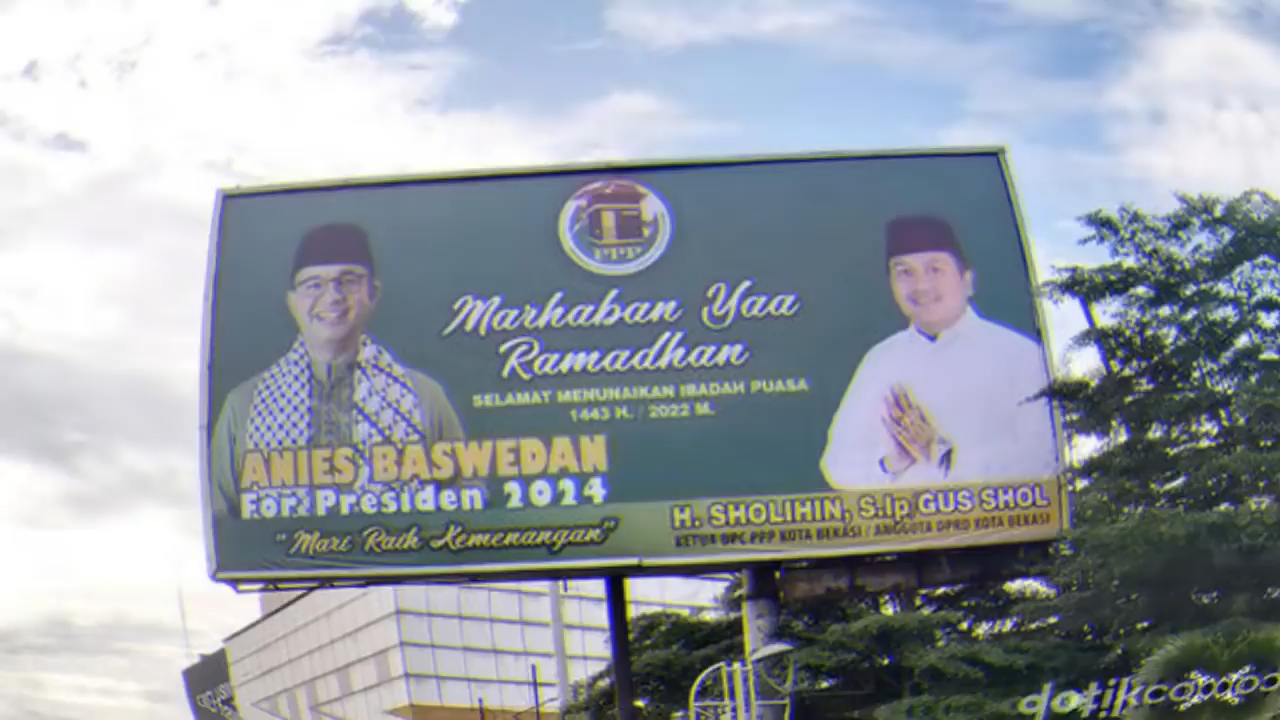 PPP
Marhaban Yaa
Ramadhan
SELAMAT MENUNAIKAN IBADAH PUASA
1443 H. / 2022 M.
ANIES BASWEDAN
For Presiden 2024
"Mari Raih Kemenangan"
H. SHOLIHIN, S.Ip GUS SHOL
KETUA DPC PPP KOTA BEKASI / ANGGOTA DPRD KOTA BEKASI